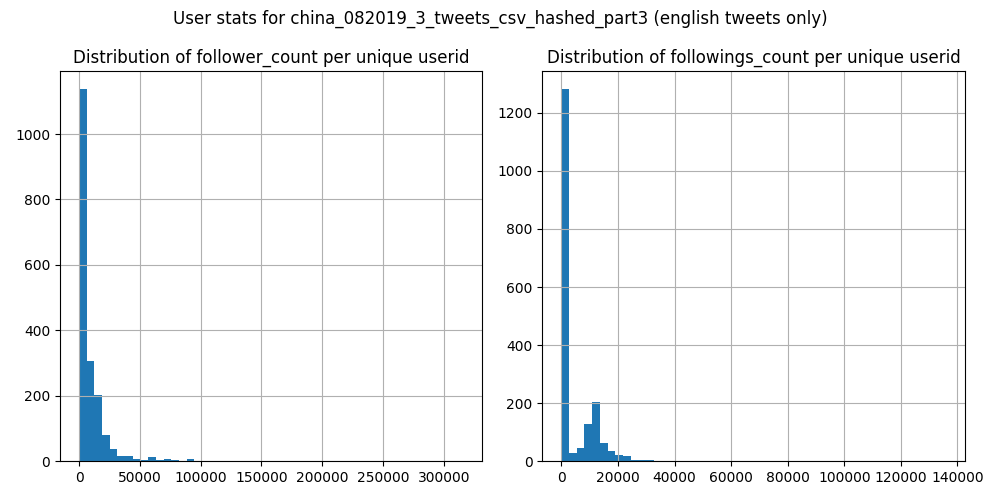 User stats for china_082019_3_tweets_csv_hashed_part3 (english tweets only)
Distribution of follower_count per unique userid
Distribution of followings_count per unique userid
1000
800
600
400
200
0
0 50000 100000 150000 200000 250000 300000
1200
1000
800
600
400
200
0
0 20000 40000 60000 80000 100000 120000 140000